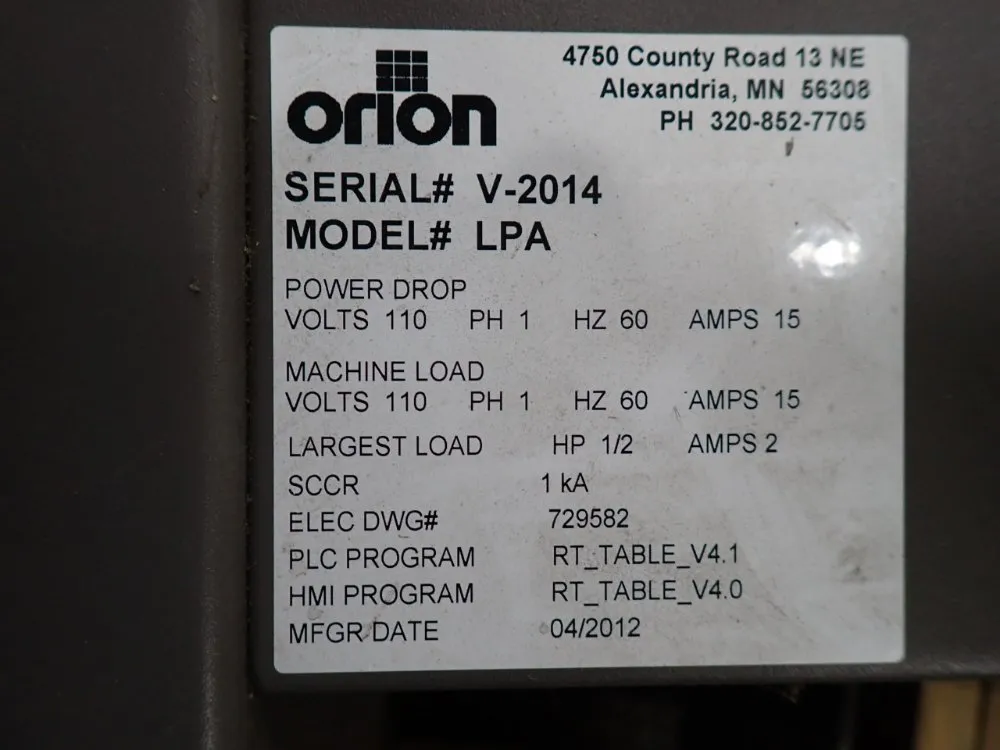 orion
4750 County Road 13 NE
Alexandria, MN 56308
PH 320-852-7705
SERIAL# V-2014
MODEL# LPA
POWER DROP
VOLTS 110 PH 1 HZ 60 AMPS 15
MACHINE LOAD
VOLTS 110 PH 1 HZ 60 AMPS 15
LARGEST LOAD HP 1/2 AMPS 2
SCCR 1 kA
ELEC DWG# 729582
PLC PROGRAM RT_TABLE_V4.1
HMI PROGRAM RT_TABLE_V4.0
MFGR DATE 04/2012